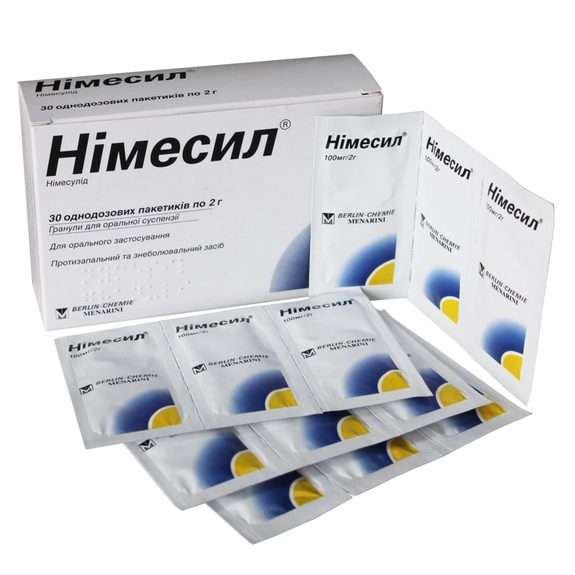 Німесил®
Німесулід
30 однодозових пакетиків по 2 г
Німесил®
Німесулід
30 однодозових пакетиків по 2 г
Гранули для оральної суспензії
Для орального застосування
Протизапальний та знеболювальний засіб
BERLIN-CHEMIE
MENARINI
Німесил®
100мг/2г
BERLIN-CHEMIE
MENARINI
Німесил®
100мг/2г
BERLIN-CHEMIE
MENARINI
Німесил®
100мг/2г
BERLIN-CHEMIE
MENARINI
Німесил®
100мг/2г
BERLIN-CHEMIE
MENARINI
Німесил®
100мг/2г
BERLIN-CHEMIE
MENARINI
Німесил®
100мг/2г
BERLIN-CHEMIE
MENARINI